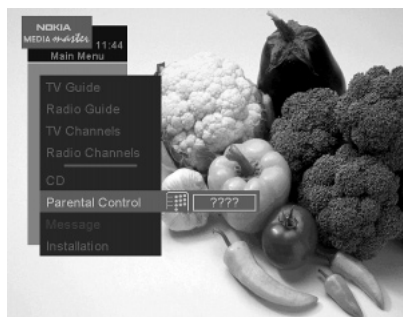 NOKIA
MEDIA master
11:44
Main Menu
TV Guide
Radio Guide
TV Channels
Radio Channels
CD
Parental Control ????
Message
Installation